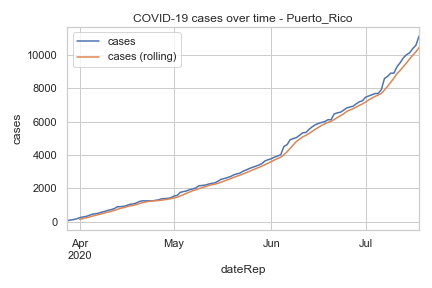 COVID-19 cases over time - Puerto_Rico
cases
cases (rolling)
10000
8000
6000
4000
2000
0
cases
Apr
2020
May
Jun
Jul
dateRep